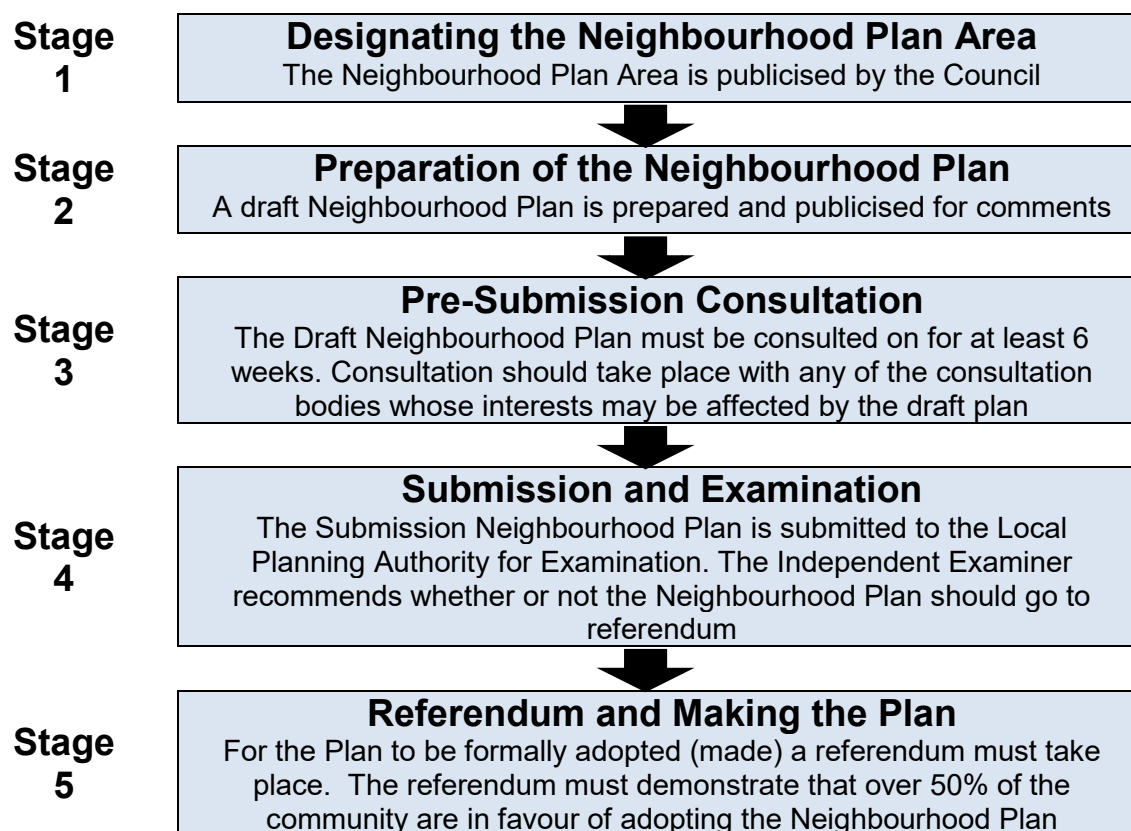 Stage
1
Designating the Neighbourhood Plan Area
The Neighbourhood Plan Area is publicised by the Council
Stage
2
Preparation of the Neighbourhood Plan
A draft Neighbourhood Plan is prepared and publicised for comments
Stage
3
Pre-Submission Consultation
The Draft Neighbourhood Plan must be consulted on for at least 6
weeks. Consultation should take place with any of the consultation
bodies whose interests may be affected by the draft plan
Stage
4
Submission and Examination
The Submission Neighbourhood Plan is submitted to the Local
Planning Authority for Examination. The Independent Examiner
recommends whether or not the Neighbourhood Plan should go to
referendum
Stage
5
Referendum and Making the Plan
For the Plan to be formally adopted (made) a referendum must take
place.  The referendum must demonstrate that over 50% of the
community are in favour of adopting the Neighbourhood Plan